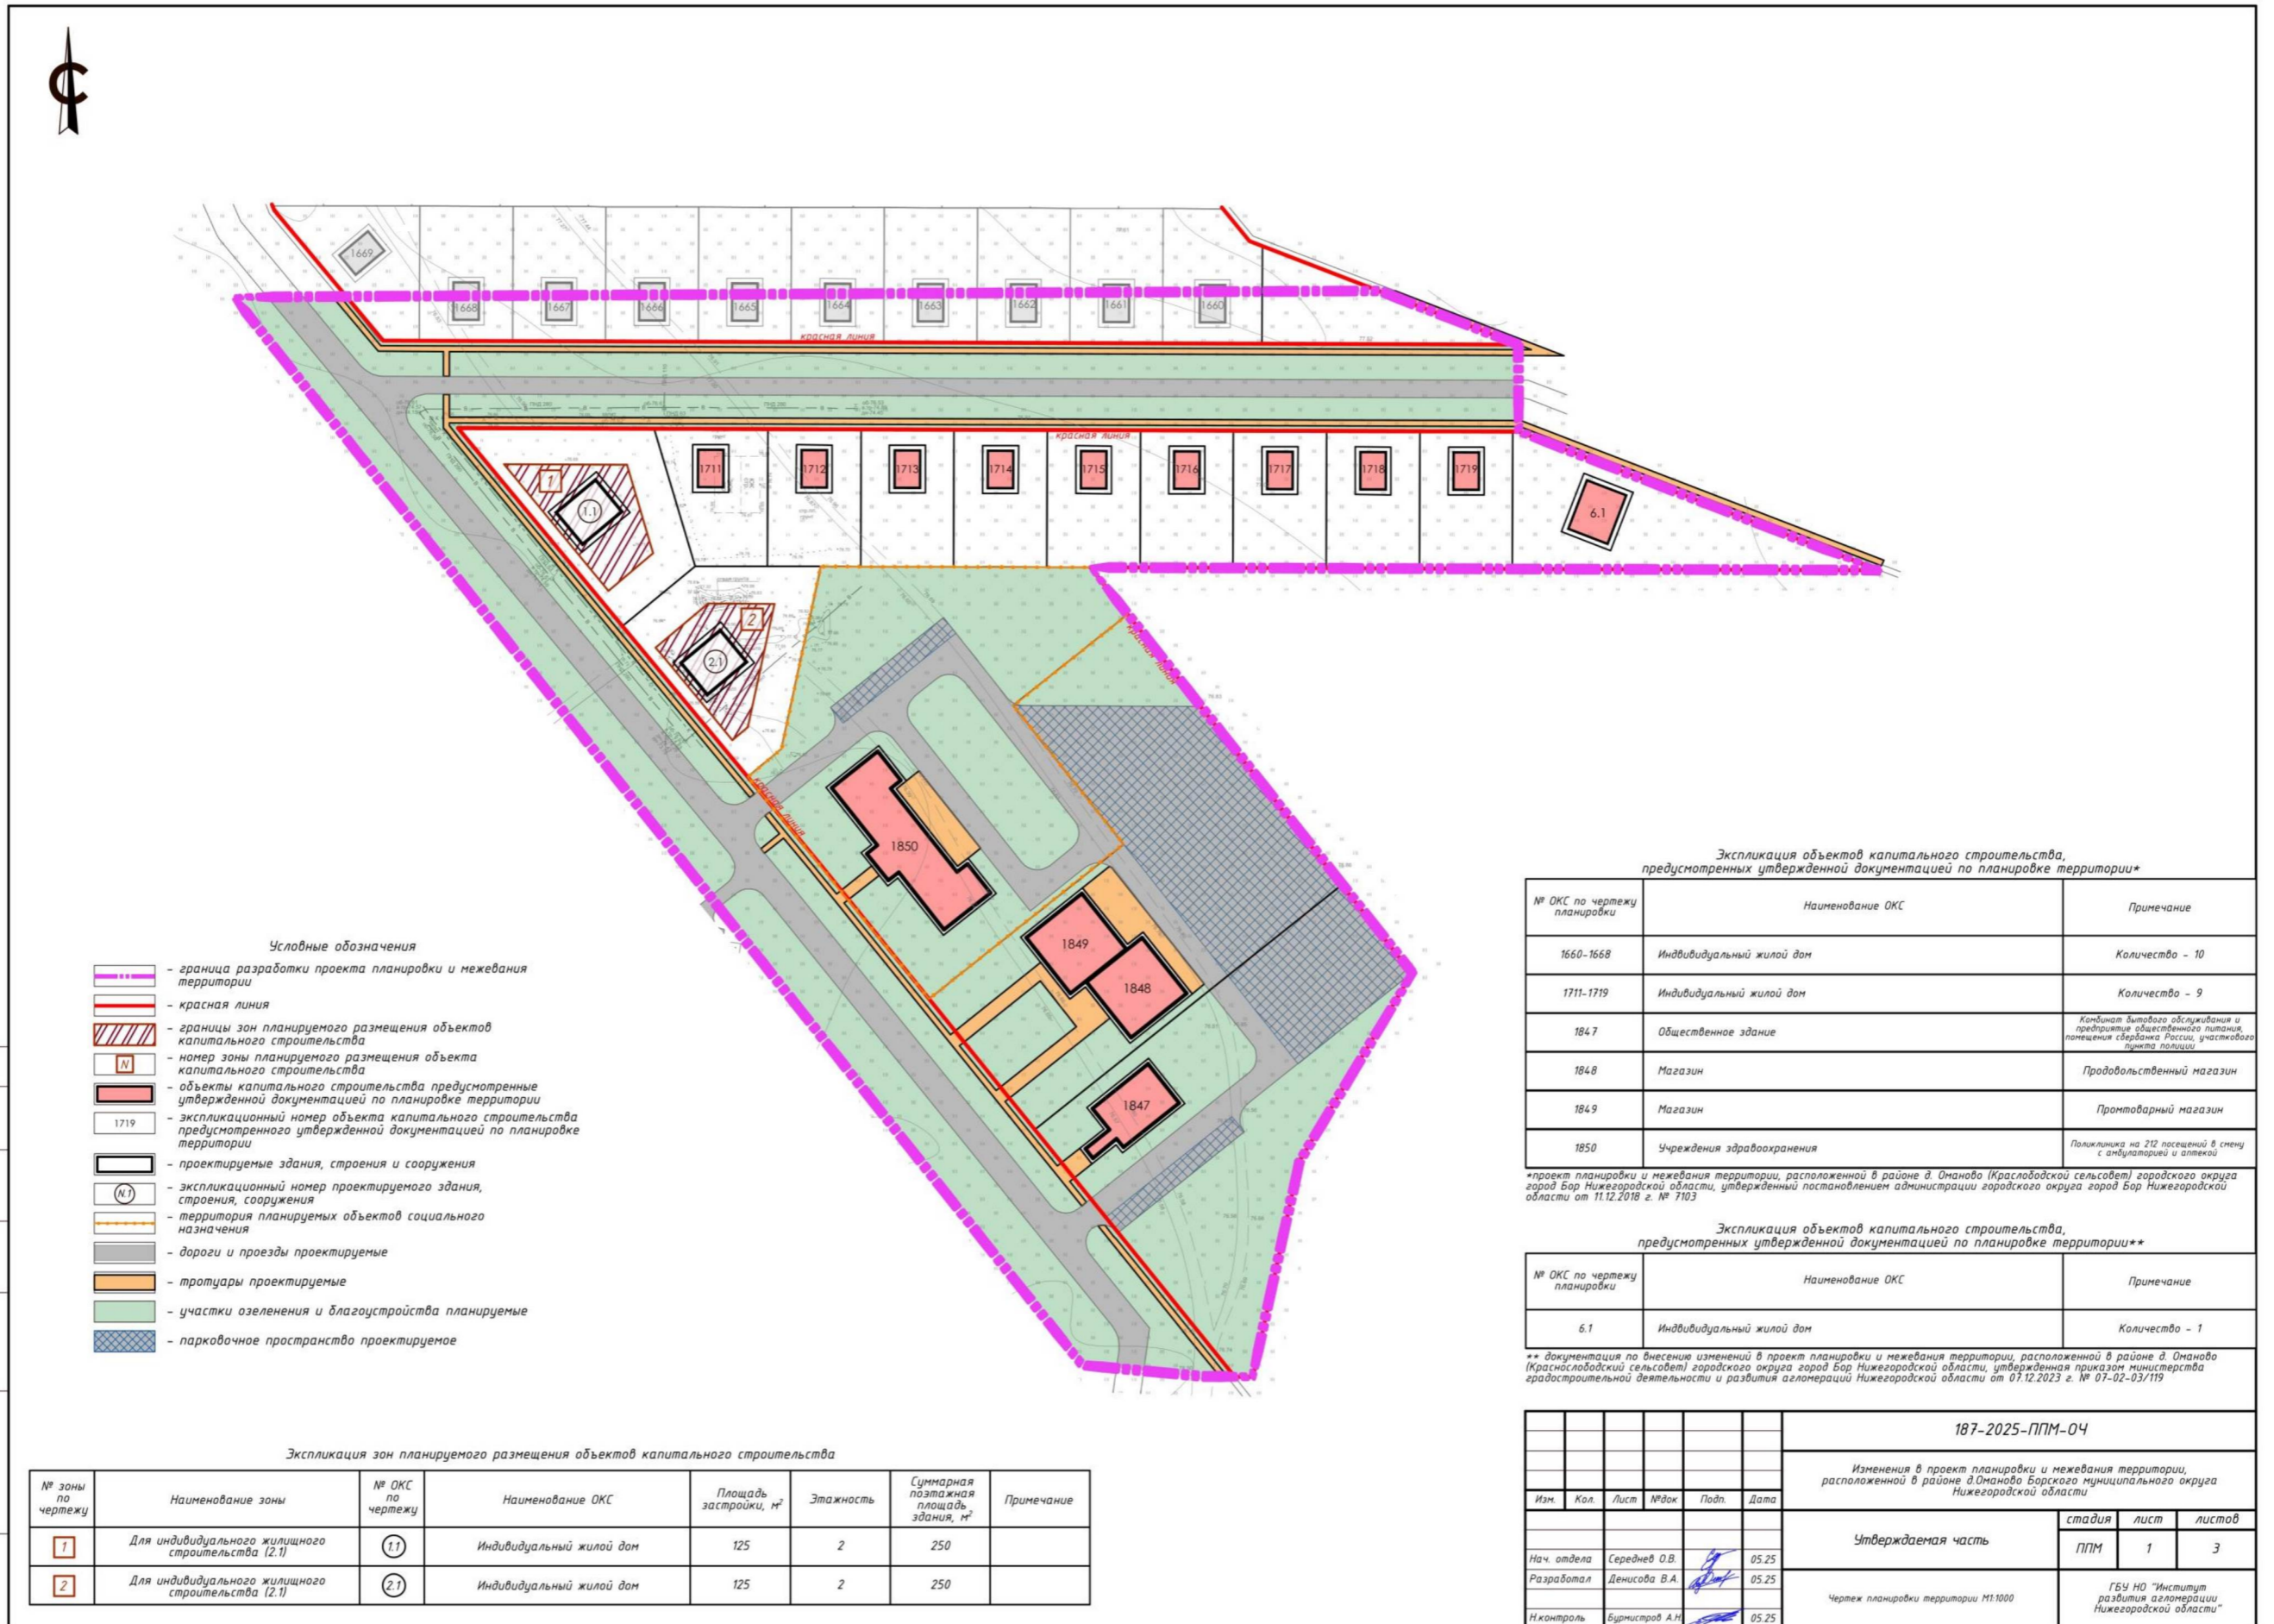 С
1669
1668
1667
1666
1665
1664
1663
1662
1661
1660
красная линия
красная линия
1711
1712
1713
1714
1715
1716
1717
1718
1719
6.1
1
1.1
2
2.1
красная линия
красная линия
1850
1849
1848
1847
Условные обозначения
- граница разработки проекта планировки и межевания
территории
- красная линия
- границы зон планируемого размещения объектов
капитального строительства
N
- номер зоны планируемого размещения объекта
капитального строительства
- объекты капитального строительства предусмотренные
утвержденной документацией по планировке территории
1719
- экспликационный номер объекта капитального строительства
предусмотренного утвержденной документацией по планировке
территории
- проектируемые здания, строения и сооружения
N.1
- экспликационный номер проектируемого здания,
строения, сооружения
- территория планируемых объектов социального
назначения
- дороги и проезды проектируемые
- тротуары проектируемые
- участки озеленения и благоустройства планируемые
- парковочное пространство проектируемое
Экспликация объектов капитального строительства,
предусмотренных утвержденной документацией по планировке территории*
№ ОКС по чертежу планировки Наименование ОКС Примечание
1660-1668 Индвивидуальный жилой дом Количество - 10
1711-1719 Индивидуальный жилой дом Количество - 9
1847 Общественное здание Комбинат бытового обслуживания и предприятие общественного питания, помещения сбербанка России, участкового пункта полиции
1848 Магазин Продовольственный магазин
1849 Магазин Промтоварный магазин
1850 Учреждения здравоохранения Поликлиника на 212 посещений в смену с амбулаторией и аптекой
*проект планировки и межевания территории, расположенной в районе д. Оманово (Краслободской сельсовет) городского округа
город Бор Нижегородской области, утвержденный постановлением администрации городского округа город Бор Нижегородской
области от 11.12.2018 г. № 7103
Экспликация объектов капитального строительства,
предусмотренных утвержденной документацией по планировке территории**
№ ОКС по чертежу планировки Наименование ОКС Примечание
6.1 Индвивидуальный жилой дом Количество - 1
** документация по внесению изменений в проект планировки и межевания территории, расположенной в районе д. Оманово
(Краснослободский сельсовет) городского округа город Бор Нижегородской области, утвержденная приказом министерства
градостроительной деятельности и развития агломераций Нижегородской области от 07.12.2023 г. № 07-02-03/119
Экспликация зон планируемого размещения объектов капитального строительства
№ зоны по чертежу Наименование зоны № ОКС по чертежу Наименование ОКС Площадь застройки, м² Этажность Суммарная поэтажная площадь здания, м² Примечание
1 Для индивидуального жилищного строительства (2.1) 1.1 Индивидуальный жилой дом 125 2 250
2 Для индивидуального жилищного строительства (2.1) 2.1 Индивидуальный жилой дом 125 2 250
187-2025-ППМ-ОЧ
Изменения в проект планировки и межевания территории,
расположенной в районе д.Оманово Борского муниципального округа
Нижегородской области
Изм. Кол. Лист №док Подп. Дата
Утверждаемая часть
стадия лист листов
ППМ 1 3
Нач. отдела Середнев О.В. 05.25
Разработал Денисова В.А. 05.25
Н.контроль Бурмистров А.Н 05.25
Чертеж планировки территории М1:1000
ГБУ НО "Институт
развития агломерации
Нижегородской области"